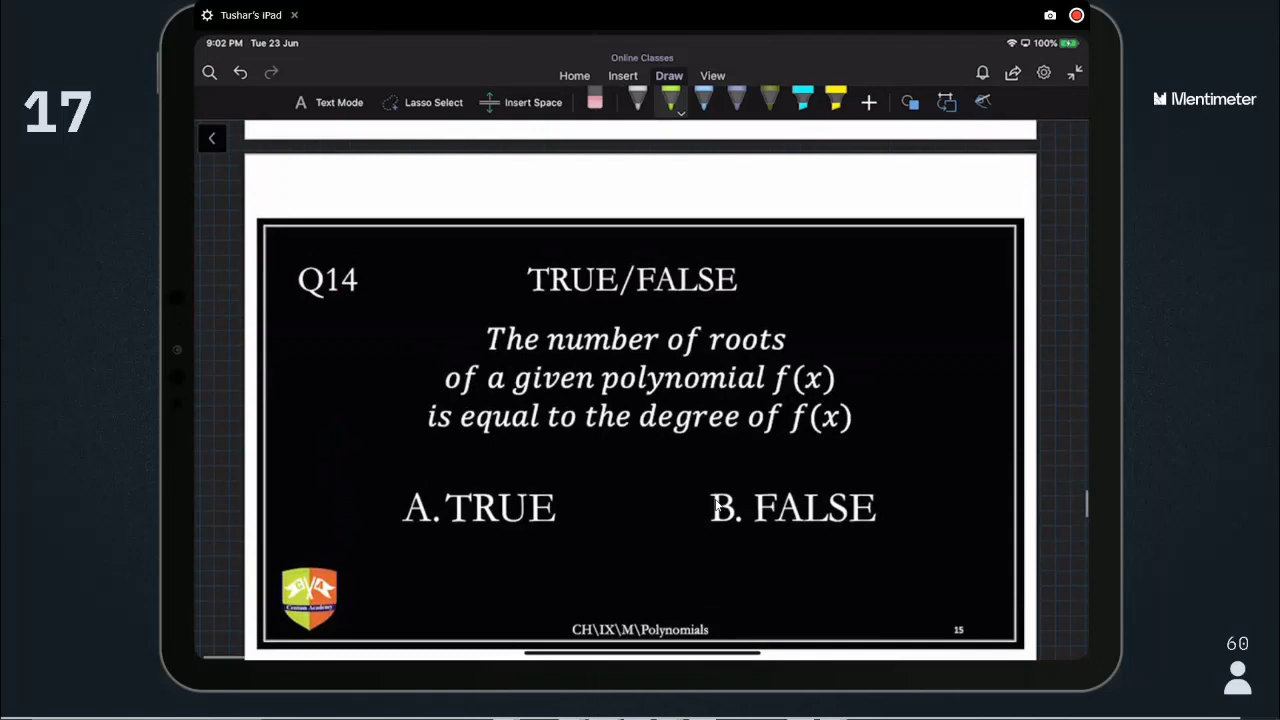 Tushar's iPad ×
9:02 PM Tue 23 Jun
100%
Online Classes
Home Insert Draw View
A Text Mode Lasso Select Insert Space
17
Mentimeter
Q14 TRUE/FALSE
The number of roots
of a given polynomial f(x)
is equal to the degree of f(x)
A. TRUE B. FALSE
Centum Academy
CH\IX\M\Polynomials 15
60